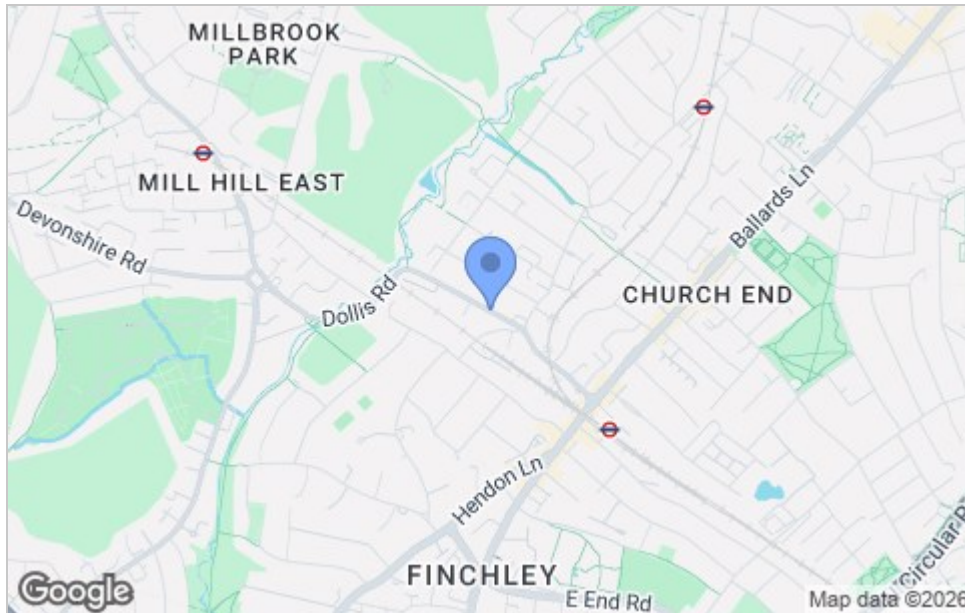 MILLBROOK
PARK
MILL HILL EAST
Devonshire Rd
Dollis Rd
Ballards Ln
CHURCH END
Hendon Ln
FINCHLEY
E End Rd
Circular R
Google
Map data ©2026